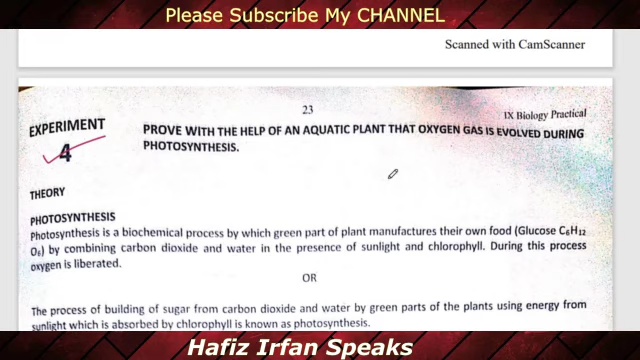 Please Subscribe My CHANNEL
Scanned with CamScanner
23
IX Biology Practical
EXPERIMENT
4
PROVE WITH THE HELP OF AN AQUATIC PLANT THAT OXYGEN GAS IS EVOLVED DURING
PHOTOSYNTHESIS.
THEORY
PHOTOSYNTHESIS
Photosynthesis is a biochemical process by which green part of plant manufactures their own food (Glucose C₆H₁₂
O₆) by combining carbon dioxide and water in the presence of sunlight and chlorophyll. During this process
oxygen is liberated.
OR
The process of building of sugar from carbon dioxide and water by green parts of the plants using energy from
sunlight which is absorbed by chlorophyll is known as photosynthesis.
Hafiz Irfan Speaks